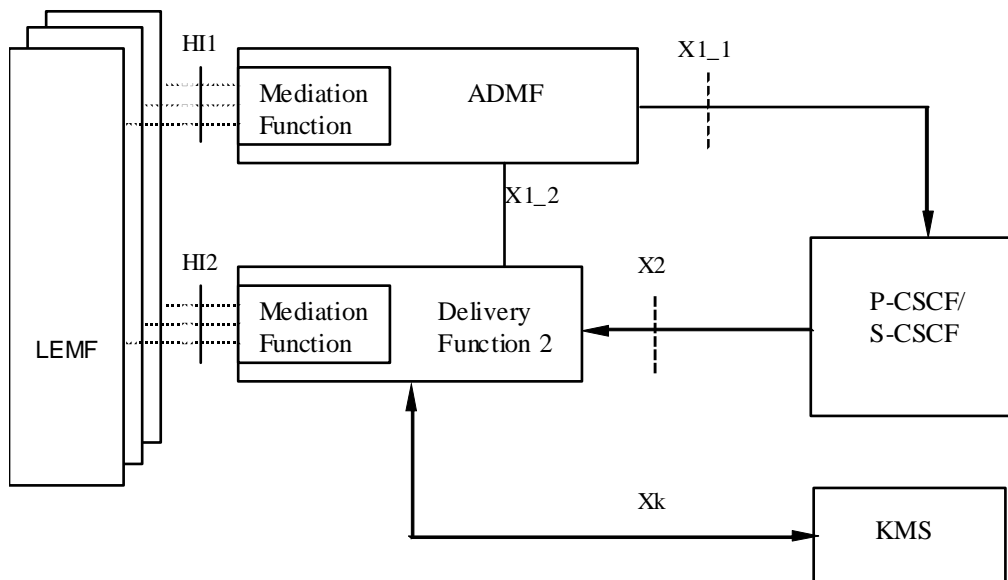 HI1
X1_1
Mediation
Function
ADMF
X1_2
HI2
X2
Mediation
Function
Delivery
Function 2
P-CSCF/
S-CSCF
LEMF
Xk
KMS